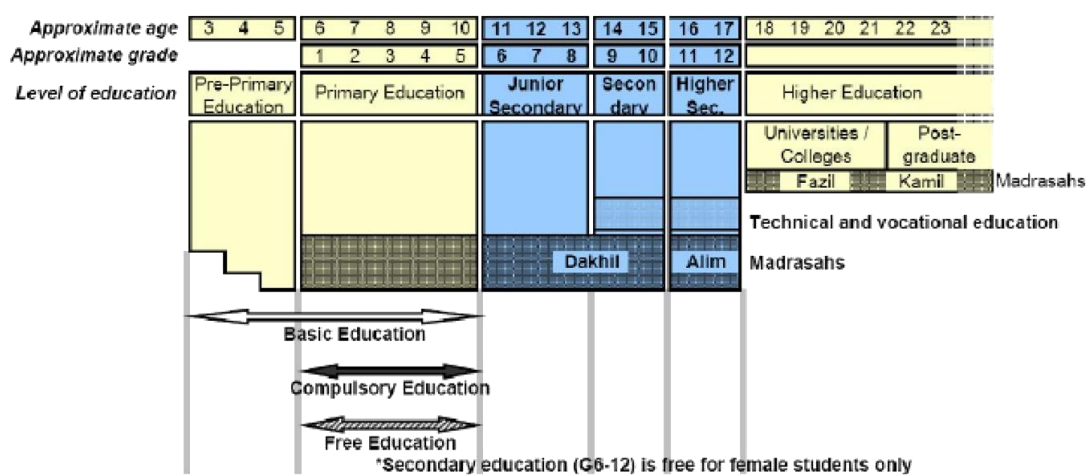 Approximate age 3 4 5 6 7 8 9 10 11 12 13 14 15 16 17 18 19 20 21 22 23
Approximate grade 1 2 3 4 5 6 7 8 9 10 11 12
Level of education
Pre-Primary
Education
Primary Education
Junior
Secondary
Secon
dary
Higher
Sec.
Higher Education
Universities /
Colleges
Post-
graduate
Fazil Kamil Madrasahs
Technical and vocational education
Dakhil Alim Madrasahs
Basic Education
Compulsory Education
Free Education
*Secondary education (G6-12) is free for female students only